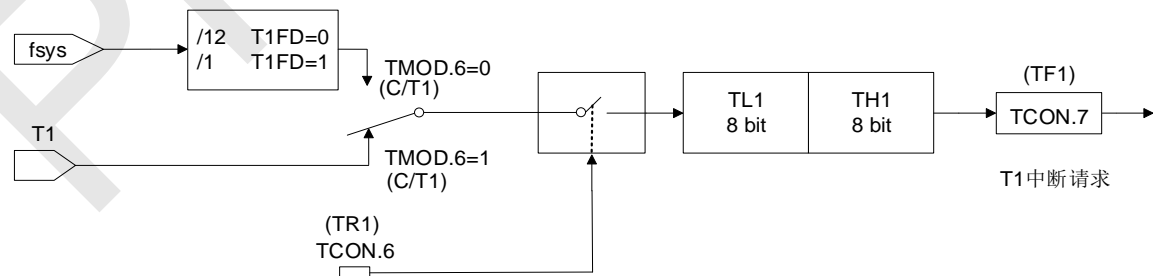 fsys
/12 T1FD=0
/1 T1FD=1
TMOD.6=0
(C/T1)
T1
TMOD.6=1
(C/T1)
(TR1)
TCON.6
TL1
8 bit
TH1
8 bit
(TF1)
TCON.7
T1中断请求